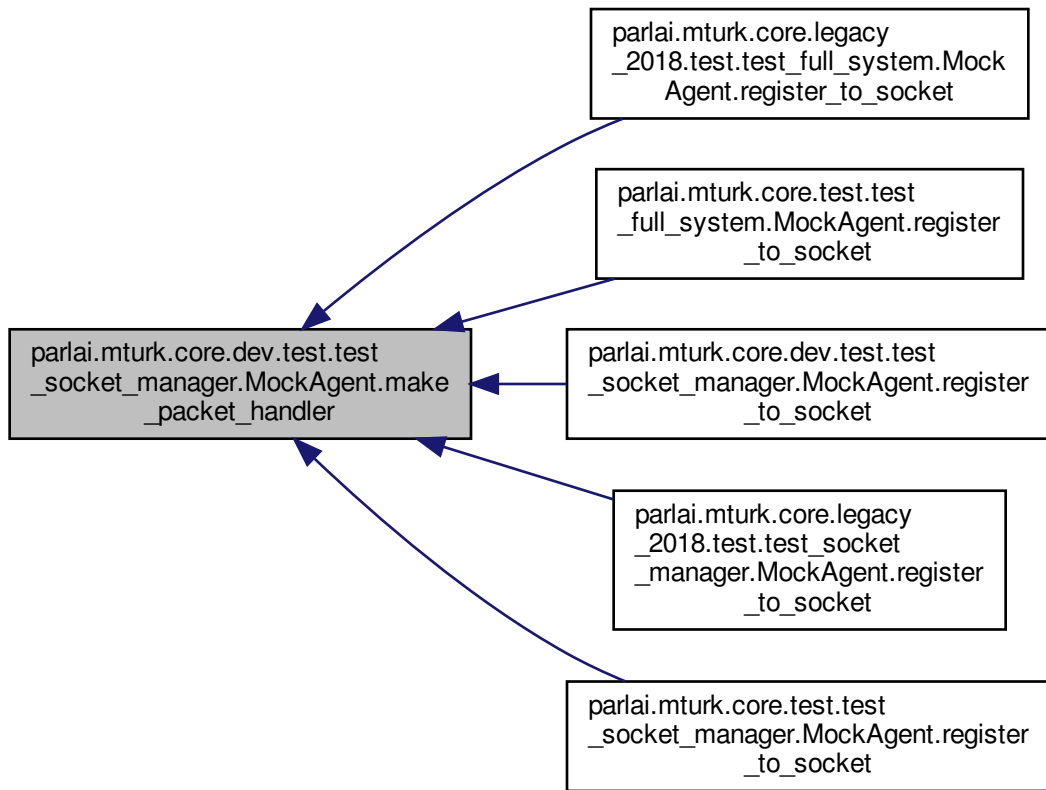 parlai.mturk.core.legacy
_2018.test.test_full_system.Mock
Agent.register_to_socket
parlai.mturk.core.test.test
_full_system.MockAgent.register
_to_socket
parlai.mturk.core.dev.test.test
_socket_manager.MockAgent.make
_packet_handler
parlai.mturk.core.dev.test.test
_socket_manager.MockAgent.register
_to_socket
parlai.mturk.core.legacy
_2018.test.test_socket
_manager.MockAgent.register
_to_socket
parlai.mturk.core.test.test
_socket_manager.MockAgent.register
_to_socket